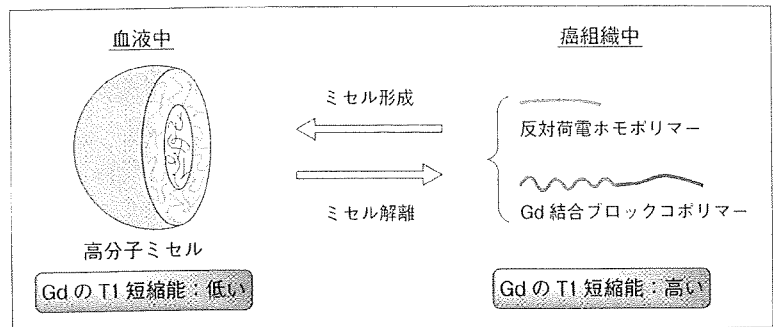 血液中
癌組織中
ミセル形成
反対荷電ホモポリマー
ミセル解離
Gd 結合ブロックコポリマー
高分子ミセル
Gd の T1 短縮能：低い
Gd の T1 短縮能：高い